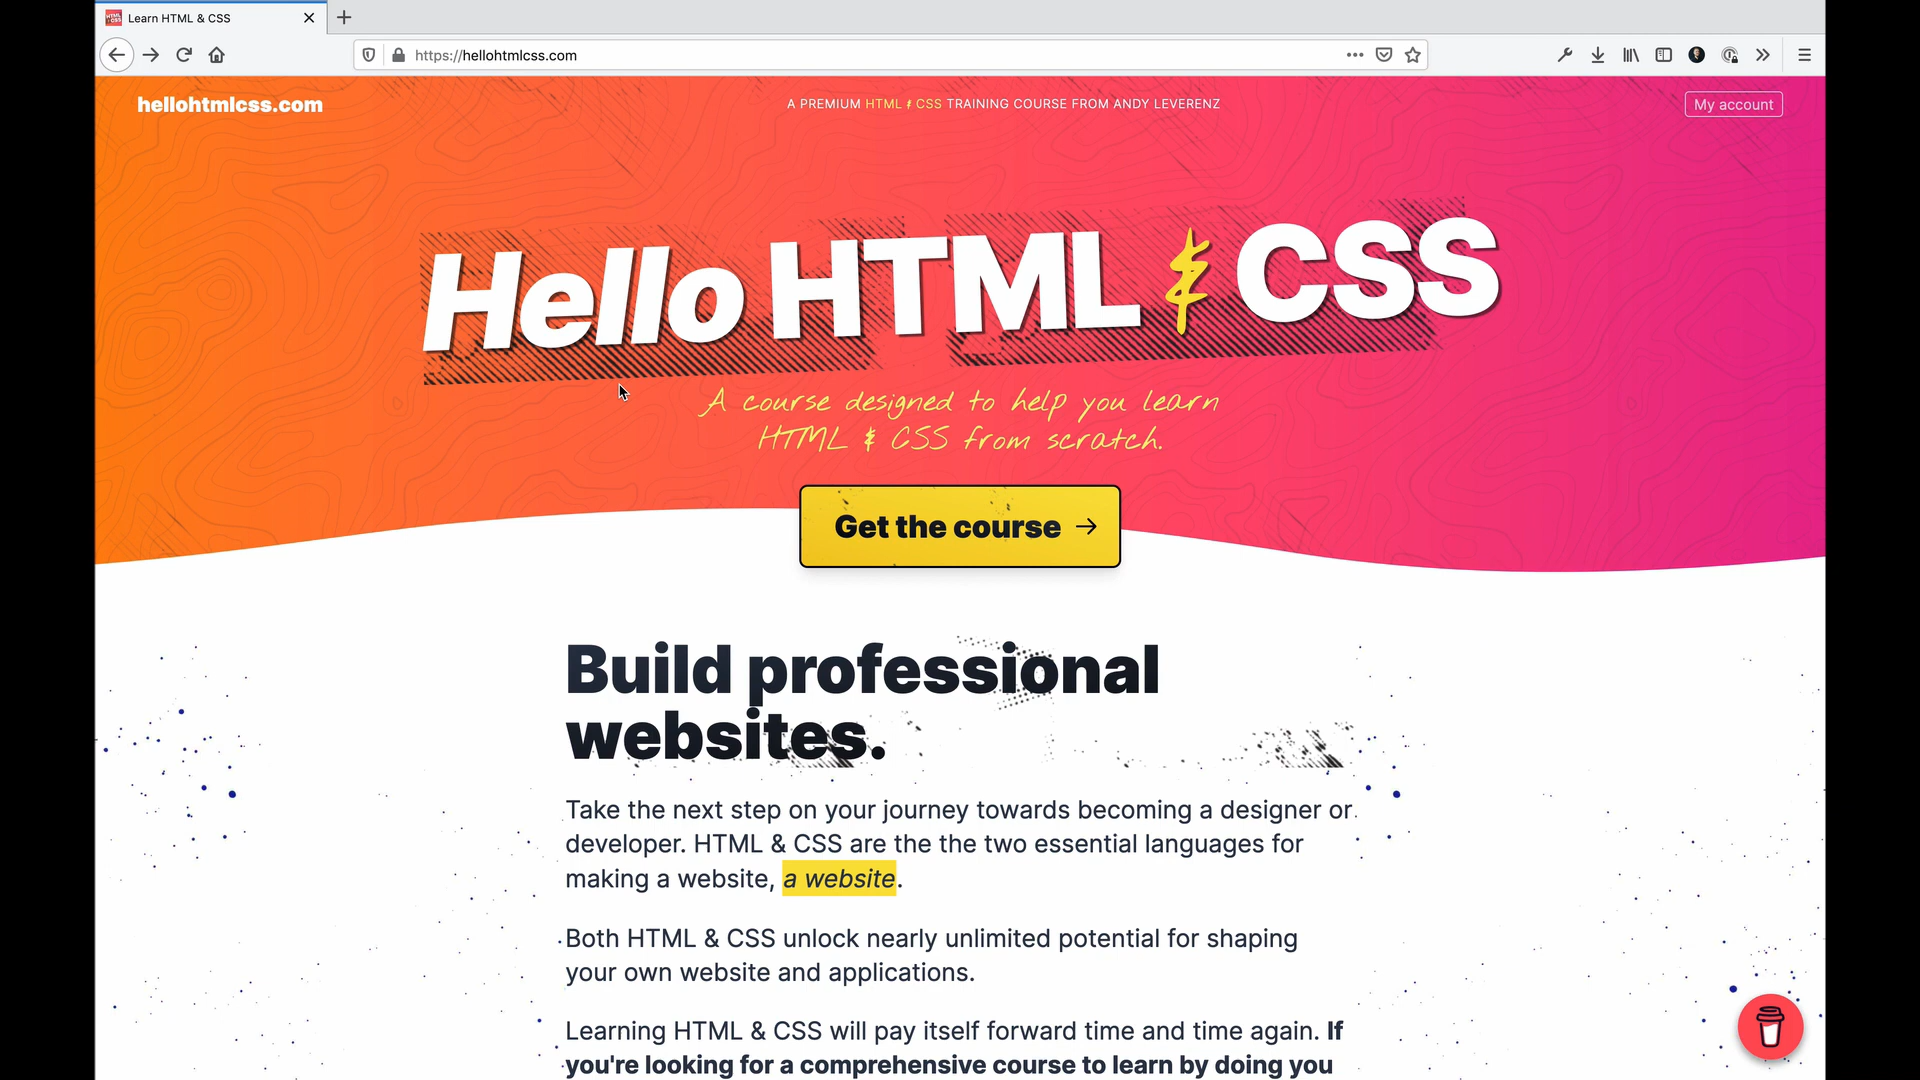 Learn HTML & CSS
https://hellohtmlcss.com
hellohtmlcss.com
A PREMIUM HTML & CSS TRAINING COURSE FROM ANDY LEVERENZ
My account
Hello HTML & CSS
A course designed to help you learn
HTML & CSS from scratch.
Get the course →
Build professional
websites.
Take the next step on your journey towards becoming a designer or
developer. HTML & CSS are the the two essential languages for
making a website, a website.
Both HTML & CSS unlock nearly unlimited potential for shaping
your own website and applications.
Learning HTML & CSS will pay itself forward time and time again. If
you're looking for a comprehensive course to learn by doing you